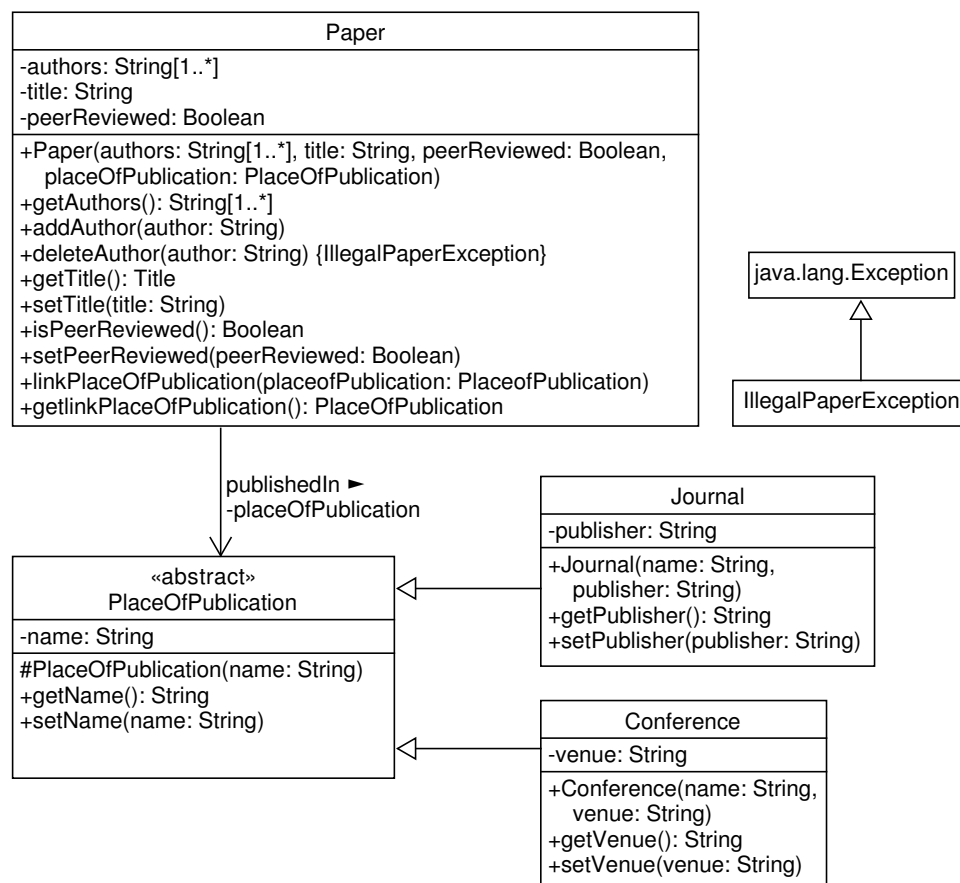 Paper
-authors: String[1..*]
-title: String
-peerReviewed: Boolean
+Paper(authors: String[1..*], title: String, peerReviewed: Boolean,
placeOfPublication: PlaceOfPublication)
+getAuthors(): String[1..*]
+addAuthor(author: String)
+deleteAuthor(author: String) {IllegalPaperException}
+getTitle(): Title
+setTitle(title: String)
+isPeerReviewed(): Boolean
+setPeerReviewed(peerReviewed: Boolean)
+linkPlaceOfPublication(placeofPublication: PlaceofPublication)
+getlinkPlaceOfPublication(): PlaceOfPublication
java.lang.Exception
IllegalPaperException
publishedIn ►
-placeOfPublication
«abstract»
PlaceOfPublication
-name: String
#PlaceOfPublication(name: String)
+getName(): String
+setName(name: String)
Journal
-publisher: String
+Journal(name: String,
publisher: String)
+getPublisher(): String
+setPublisher(publisher: String)
Conference
-venue: String
+Conference(name: String,
venue: String)
+getVenue(): String
+setVenue(venue: String)